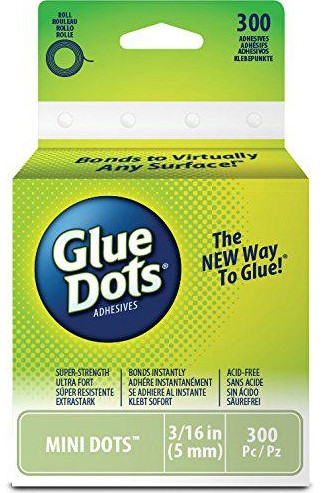 ROLL
ROULEAU
ROLLO
ROLLE
300
ADHESIVES
ADHÉSIFS
ADHESIVOS
KLEBEPUNKTE
Bonds to Virtually
Any Surface!
Glue
Dots®
ADHESIVES
The
NEW Way
To Glue!®
SUPER-STRENGTH
ULTRA FORT
SÚPER RESISTENTE
EXTRASTARK
BONDS INSTANTLY
ADHÈRE INSTANTANÉMENT
SE ADHIERE AL INSTANTE
KLEBT SOFORT
ACID-FREE
SANS ACIDE
SIN ÁCIDO
SÄUREFREI
MINI DOTS™
3/16 in
(5 mm)
300
Pc/Pz